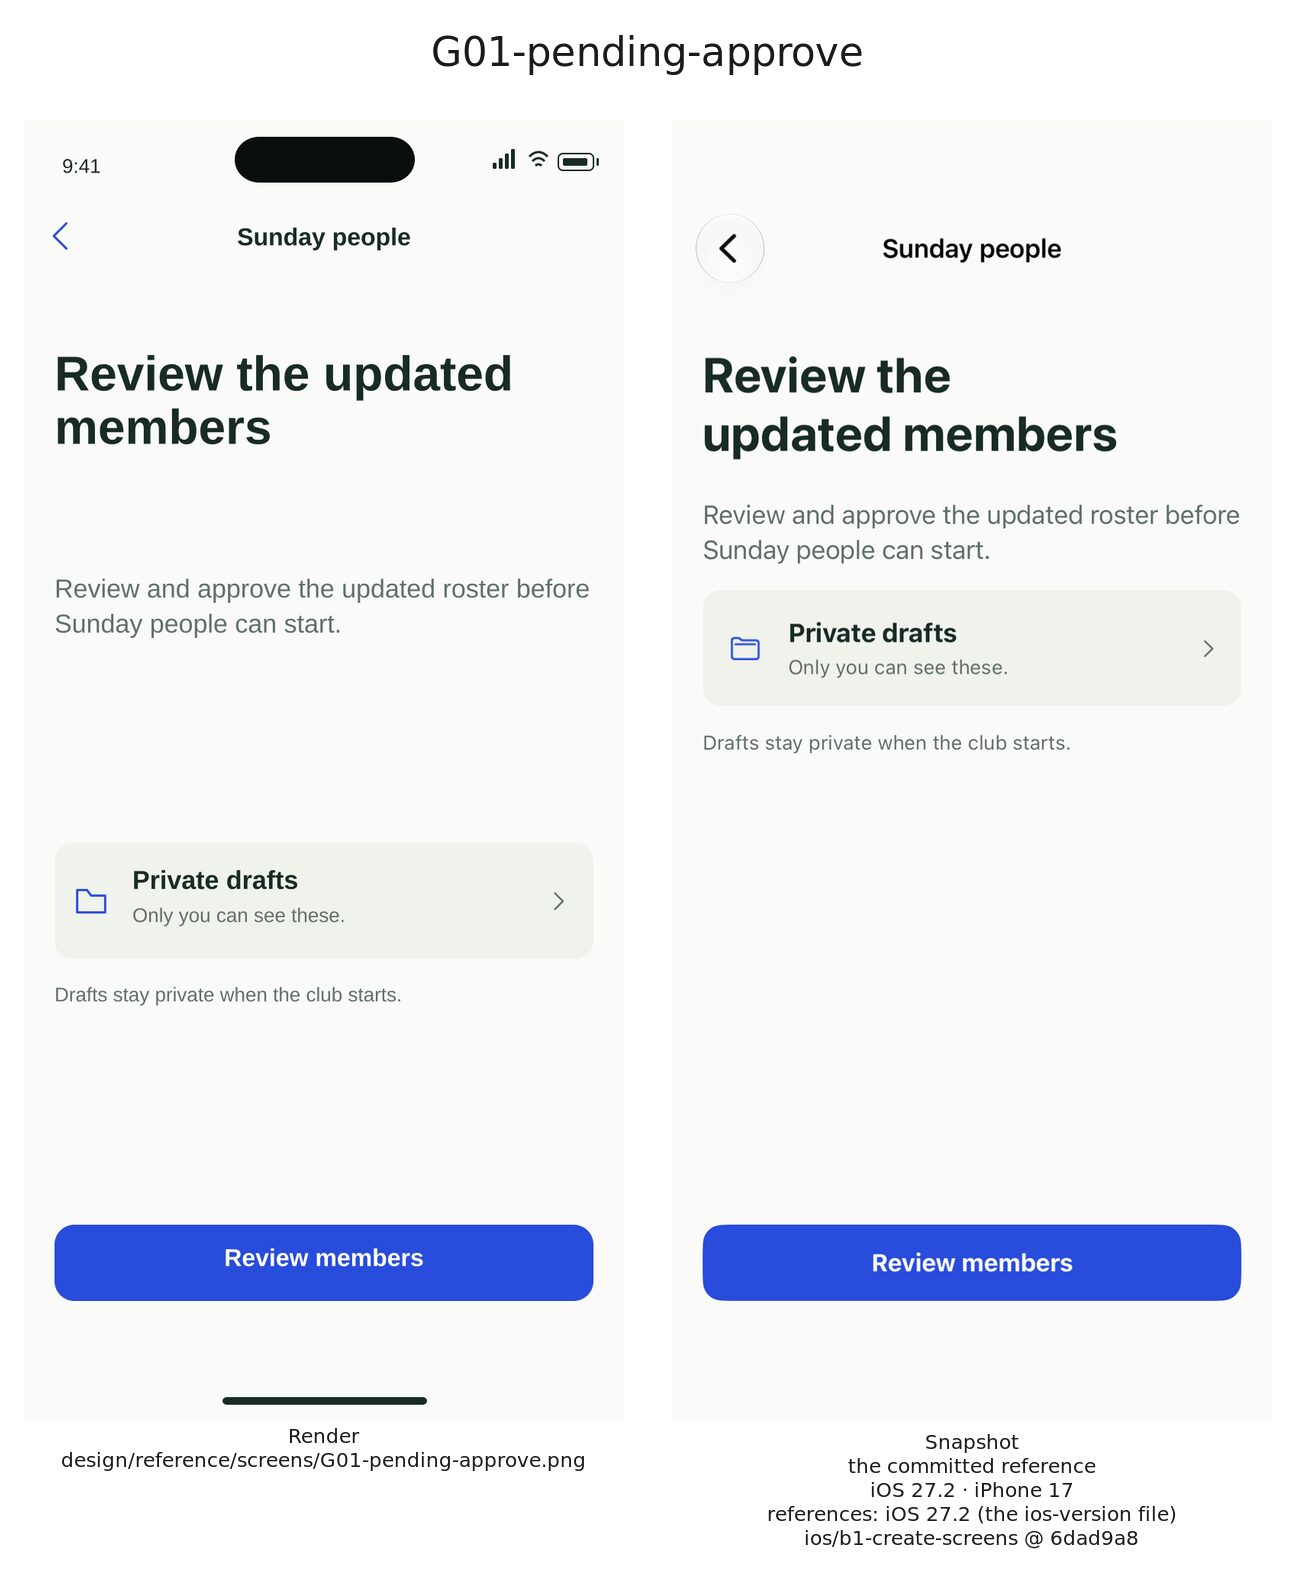 G01-pending-approve
9:41
Sunday people
Review the updated
members
Review and approve the updated roster before
Sunday people can start.
Private drafts
Only you can see these.
Drafts stay private when the club starts.
Review members
Render
design/reference/screens/G01-pending-approve.png
Sunday people
Review the
updated members
Review and approve the updated roster before
Sunday people can start.
Private drafts
Only you can see these.
Drafts stay private when the club starts.
Review members
Snapshot
the committed reference
iOS 27.2 · iPhone 17
references: iOS 27.2 (the ios-version file)
ios/b1-create-screens @ 6dad9a8